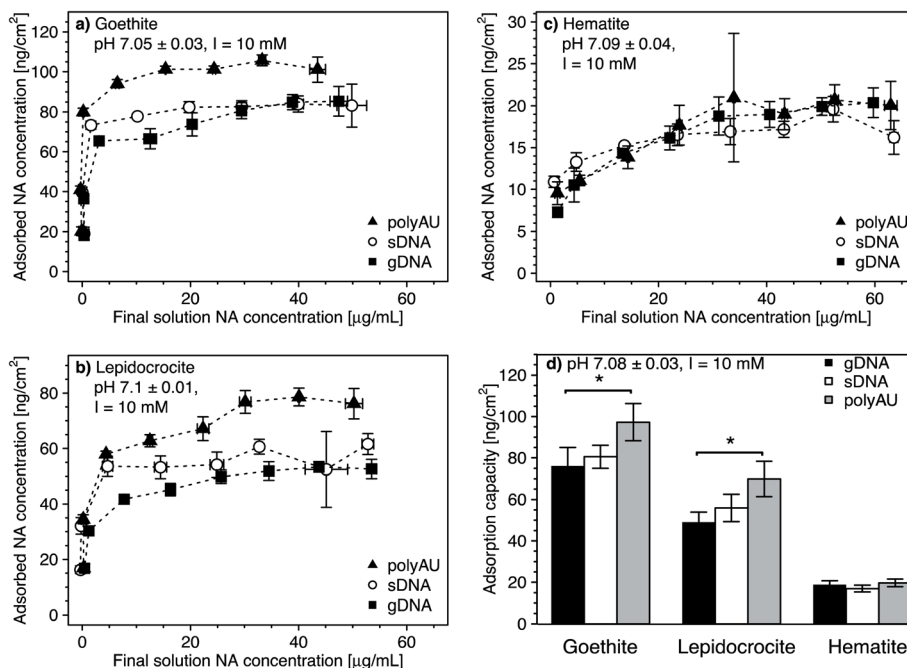 a) Goethite
pH 7.05 ± 0.03, I = 10 mM
Adsorbed NA concentration [ng/cm²]
120
100
80
60
40
20
0
polyAU
sDNA
gDNA
0 20 40 60
Final solution NA concentration [µg/mL]
c) Hematite
pH 7.09 ± 0.04,
I = 10 mM
Adsorbed NA concentration [ng/cm²]
30
25
20
15
10
5
0
polyAU
sDNA
gDNA
0 20 40 60
Final solution NA concentration [µg/mL]
b) Lepidocrocite
pH 7.1 ± 0.01,
I = 10 mM
Adsorbed NA concentration [ng/cm²]
80
60
40
20
0
polyAU
sDNA
gDNA
0 20 40 60
Final solution NA concentration [µg/mL]
d) pH 7.08 ± 0.03, I = 10 mM
gDNA
sDNA
polyAU
Adsorption capacity [ng/cm²]
120
100
80
60
40
20
0
*
*
Goethite Lepidocrocite Hematite